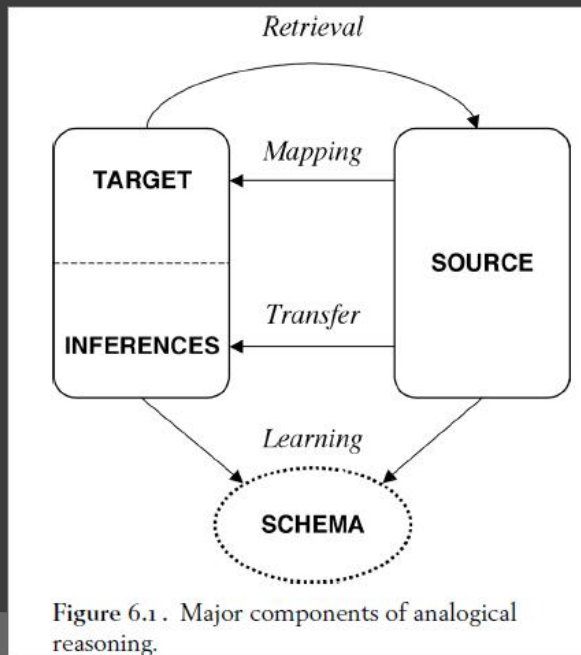 Retrieval
Mapping
TARGET
SOURCE
Transfer
INFERENCES
Learning
SCHEMA
Figure 6.1. Major components of analogical
reasoning.